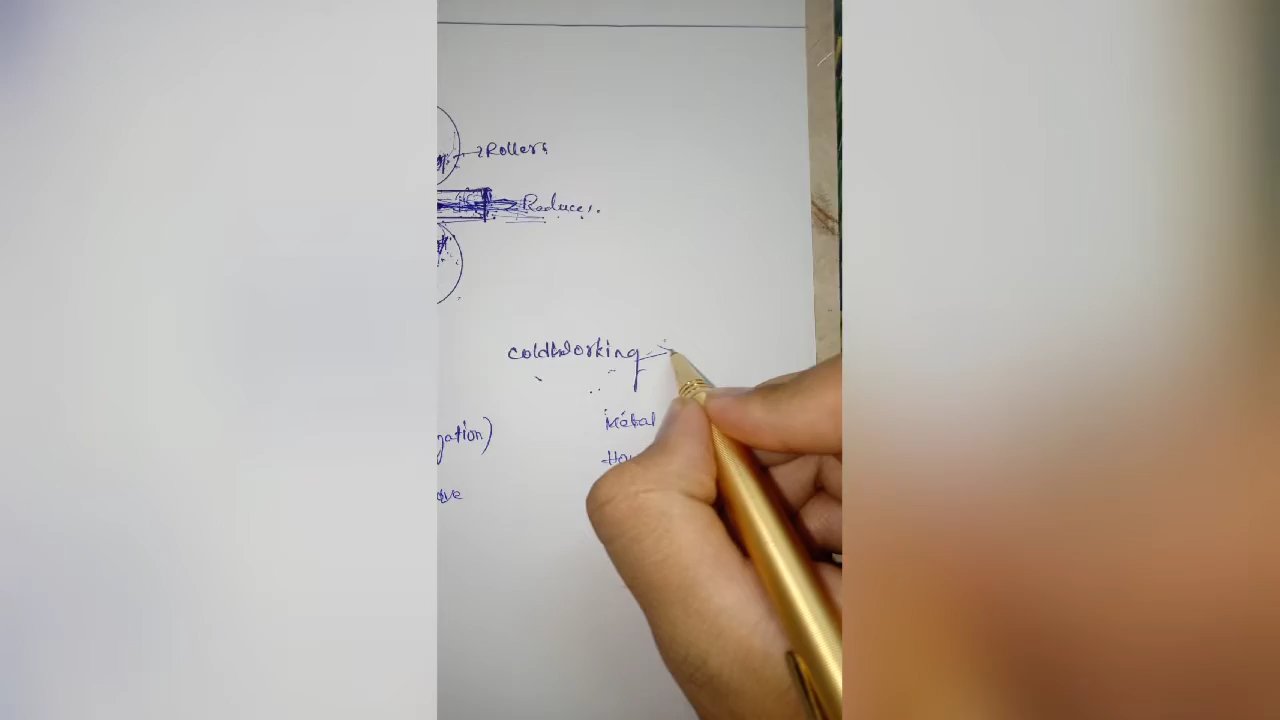 Rollers
Reduces.
coldworking
gation)
Metal